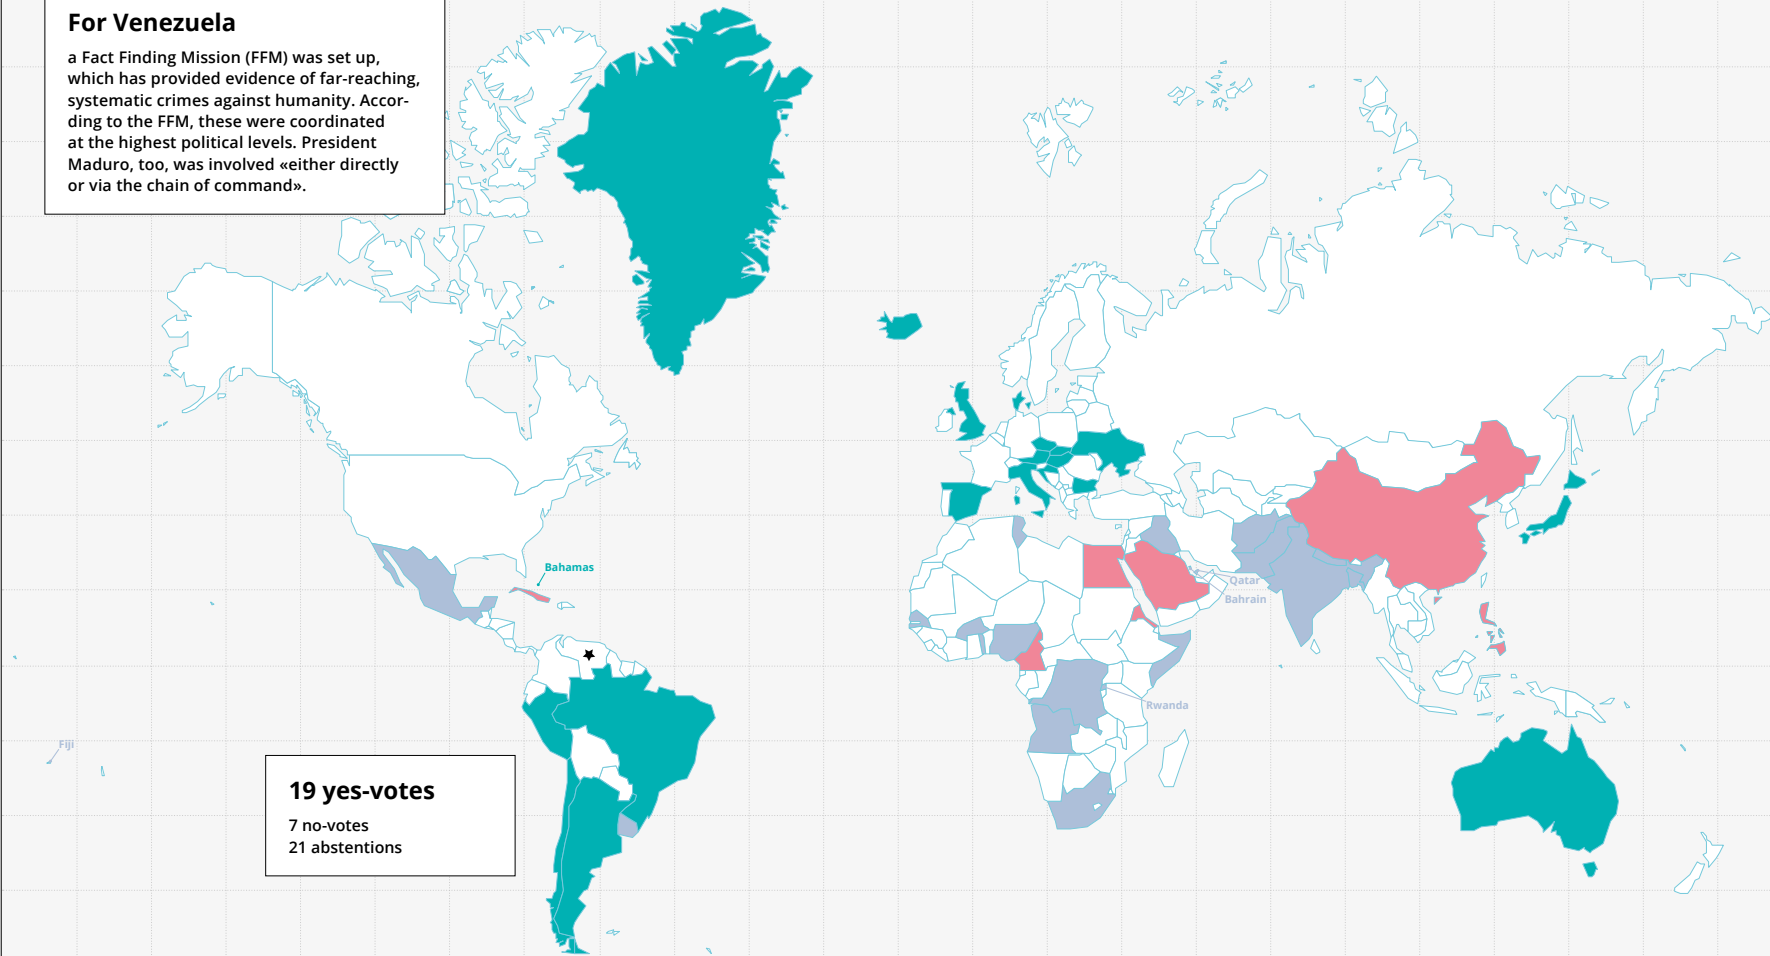 For Venezuela
a Fact Finding Mission (FFM) was set up,
which has provided evidence of far-reaching,
systematic crimes against humanity. Accor-
ding to the FFM, these were coordinated
at the highest political levels. President
Maduro, too, was involved «either directly
or via the chain of command».
Bahamas
Qatar
Bahrain
Rwanda
Fiji
19 yes-votes
7 no-votes
21 abstentions